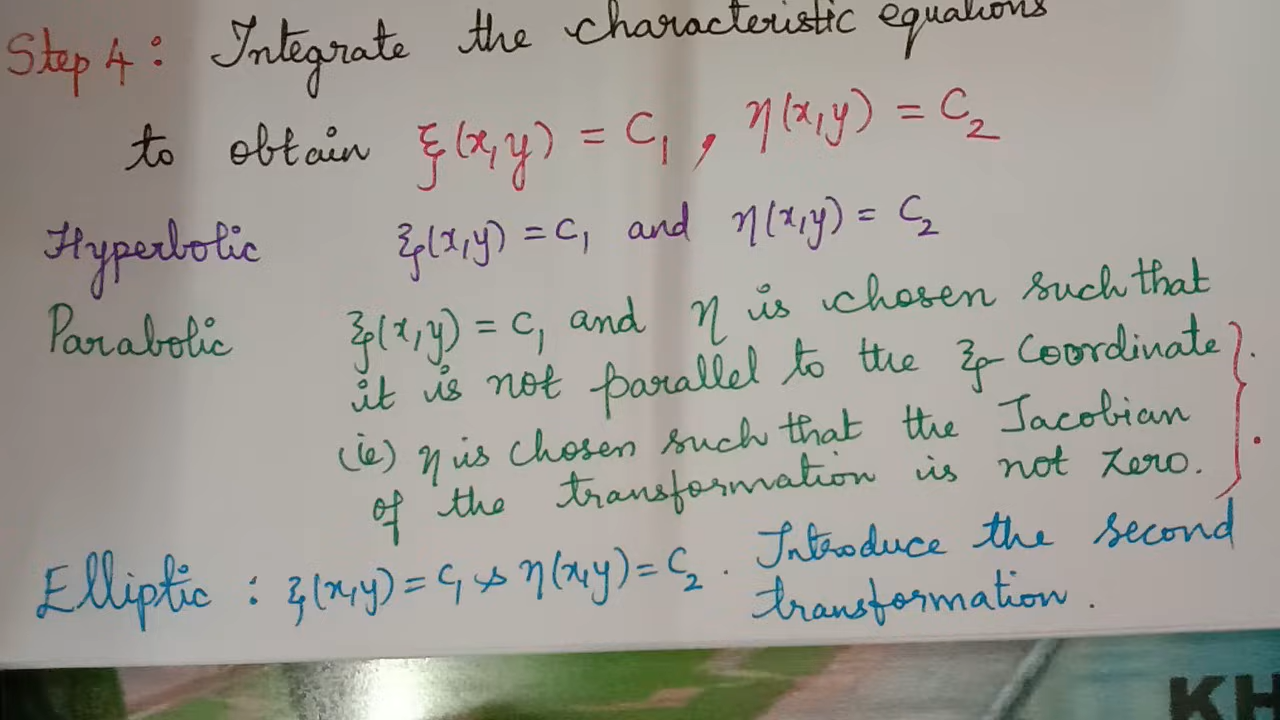 Step 4: Integrate the characteristic equations
to obtain ξ(x,y) = C₁, η(x,y) = C₂
Hyperbolic ξ(x,y) = C₁ and η(x,y) = C₂
Parabolic ξ(x,y) = C₁ and η is chosen such that
it is not parallel to the ξ- Coordinate
(ie) η is chosen such that the Jacobian
of the transformation is not zero.
Elliptic : ξ(x,y) = C₁ & η(x,y) = C₂. Introduce the second
transformation.
KH